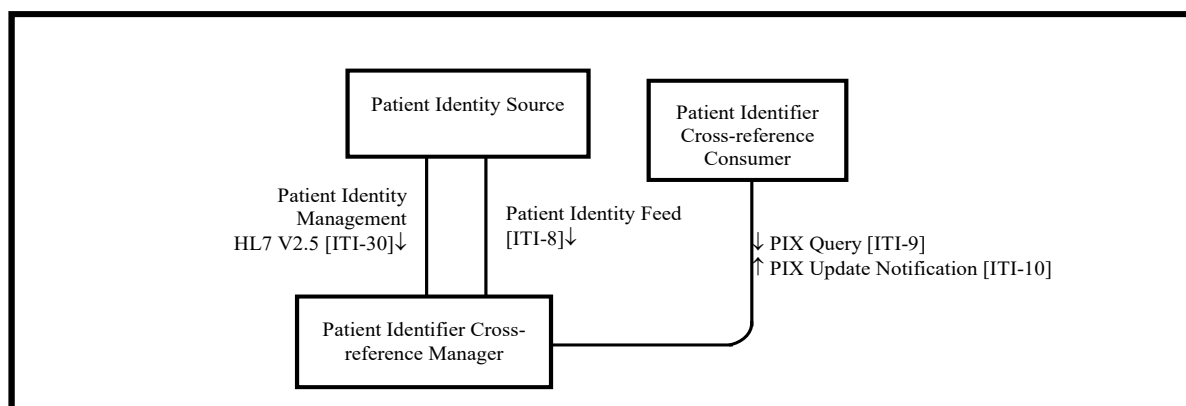 Patient Identity Source
Patient Identifier
Cross-reference
Consumer
Patient Identity
Management
HL7 V2.5 [ITI-30]↓
Patient Identity Feed
[ITI-8]↓
↓ PIX Query [ITI-9]
↑ PIX Update Notification [ITI-10]
Patient Identifier Cross-
reference Manager